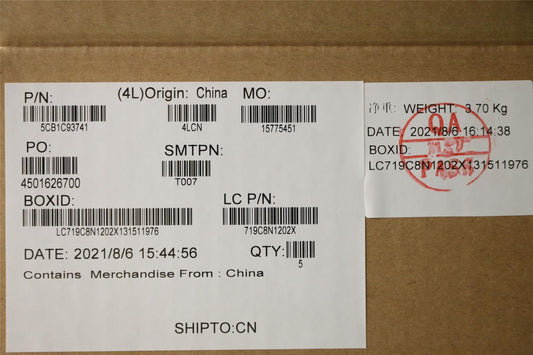 P/N:
(4L)Origin: China
MO:
5CB1C93741
4LCN
15775451
PO:
SMTPN:
4501626700
T007
BOXID:
LC P/N:
LC719C8N1202X131511976
719C8N1202X
DATE: 2021/8/6 15:44:56
QTY:
5
Contains Merchandise From : China
SHIPTO:CN
净重: WEIGHT: 3.70 Kg
DATE: 2021/8/6 16:14:38
BOXID:
LC719C8N1202X131511976
QA
PASS